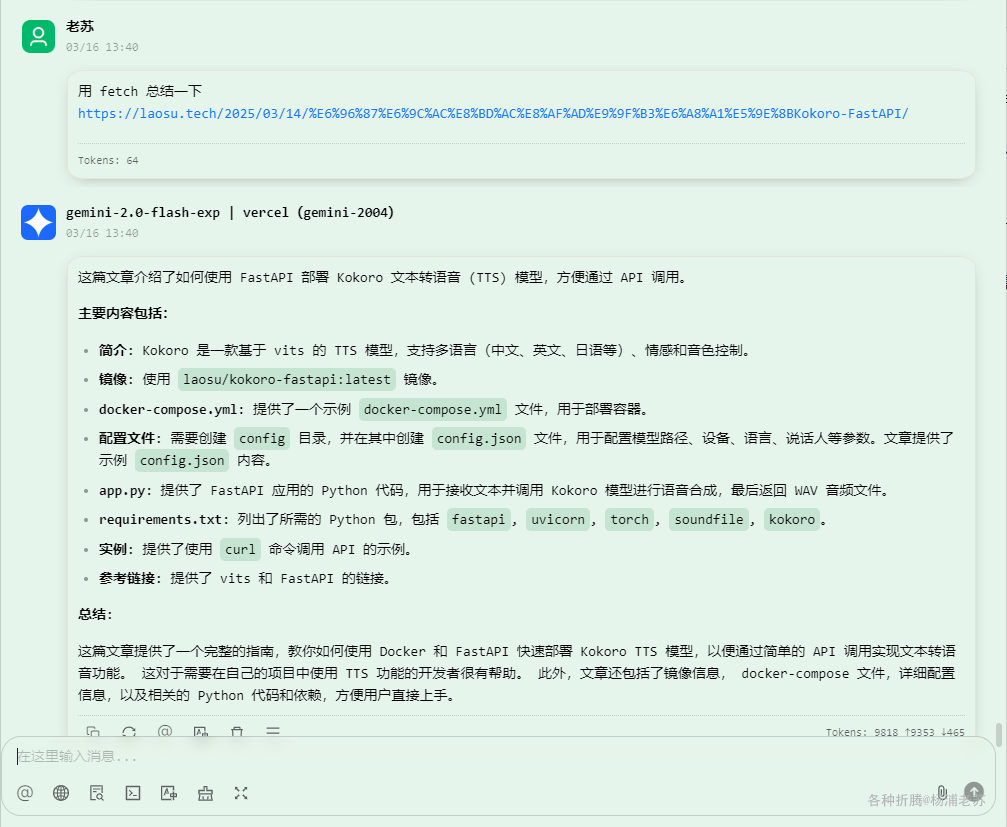 老苏
03/16 13:40
用 fetch 总结一下
https://laosu.tech/2025/03/14/%E6%96%87%E6%9C%AC%E8%BD%AC%E8%AF%AD%E9%9F%B3%E6%A8%A1%E5%9E%8BKokoro-FastAPI/
Tokens: 64
gemini-2.0-flash-exp | vercel (gemini-2004)
03/16 13:40
这篇文章介绍了如何使用 FastAPI 部署 Kokoro 文本转语音 (TTS) 模型，方便通过 API 调用。
主要内容包括：
• 简介： Kokoro 是一款基于 vits 的 TTS 模型，支持多语言（中文、英文、日语等）、情感和音色控制。
• 镜像： 使用 laosu/kokoro-fastapi:latest 镜像。
• docker-compose.yml: 提供了一个示例 docker-compose.yml 文件，用于部署容器。
• 配置文件： 需要创建 config 目录，并在其中创建 config.json 文件，用于配置模型路径、设备、语言、说话人等参数。文章提供了
示例 config.json 内容。
• app.py: 提供了 FastAPI 应用的 Python 代码，用于接收文本并调用 Kokoro 模型进行语音合成，最后返回 WAV 音频文件。
• requirements.txt: 列出了所需的 Python 包，包括 fastapi, uvicorn, torch, soundfile, kokoro。
• 实例： 提供了使用 curl 命令调用 API 的示例。
• 参考链接： 提供了 vits 和 FastAPI 的链接。
总结：
这篇文章提供了一个完整的指南，教你如何使用 Docker 和 FastAPI 快速部署 Kokoro TTS 模型，以便通过简单的 API 调用实现文本转语
音功能。 这对于需要在自己的项目中使用 TTS 功能的开发者很有帮助。 此外，文章还包括了镜像信息， docker-compose 文件，详细配置
信息，以及相关的 Python 代码和依赖，方便用户直接上手。
Tokens: 9818 ↑9353 ↓465
在这里输入消息...
各种折腾@杨浦老苏